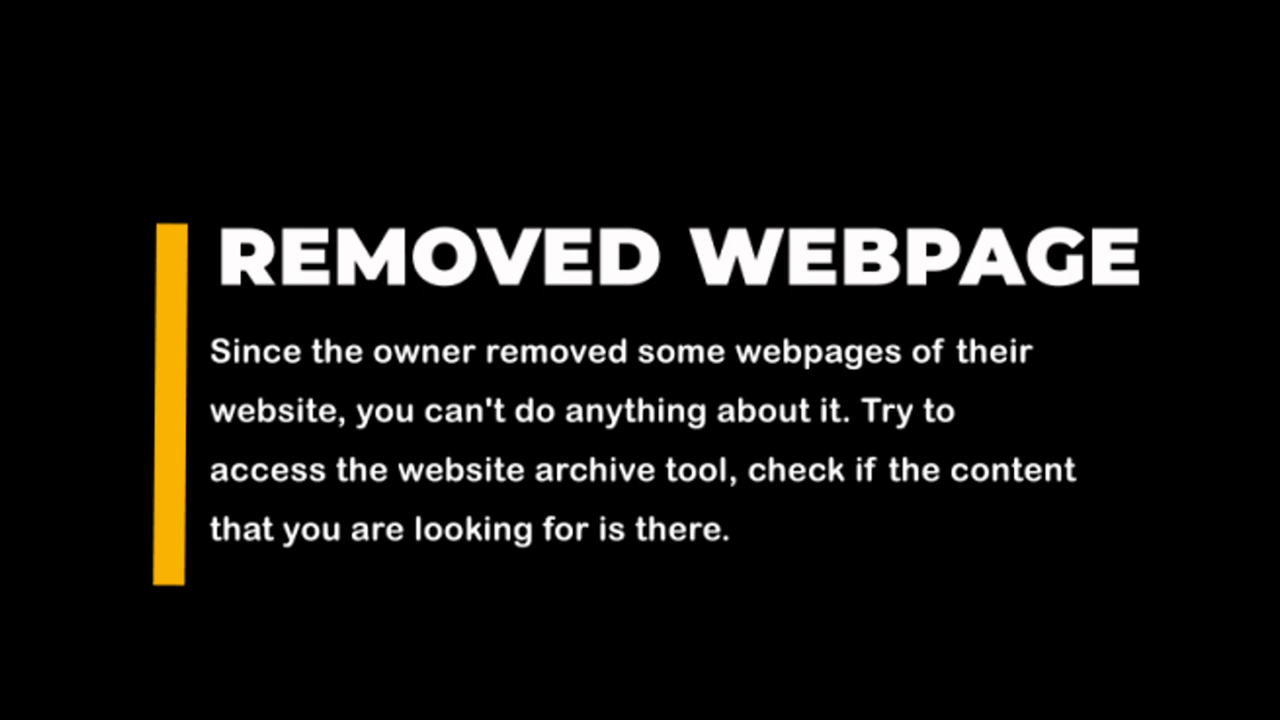 REMOVED WEBPAGE
Since the owner removed some webpages of their
website, you can't do anything about it. Try to
access the website archive tool, check if the content
that you are looking for is there.